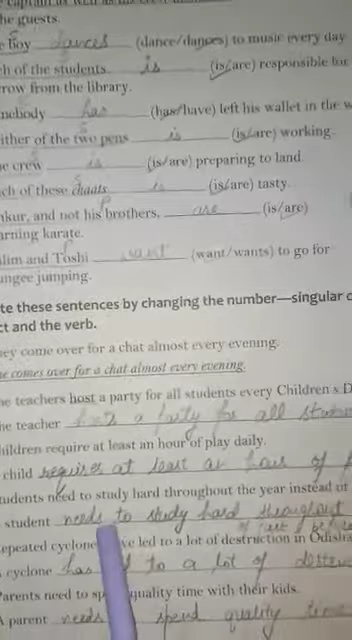 the guests.
Boy dances (dance/dances) to music every day
ch of the students is (is/are) responsible for
rrow from the library.
mebody has (has/have) left his wallet in the w
ither of the two pens is (is/are) working.
e crew is (is/are) preparing to land.
ch of these chaats is (is/are) tasty.
nkur, and not his brothers, are (is/are)
arning karate.
lim and Toshi want (want/wants) to go for
ungee jumping.
te these sentences by changing the number—singular o
ct and the verb.
ey come over for a chat almost every evening.
e comes over for a chat almost every evening.
he teachers host a party for all students every Children's D
he teacher a party for all
hildren require at least an hour of play daily.
child requires at least an hour of
tudents need to study hard throughout the year instead of
student needs to study hard throughout
epeated cyclone ve led to a lot of destruction in Odisha
cyclone has to a lot of
Parents need to sp quality time with their kids.
A parent needs spend quality time